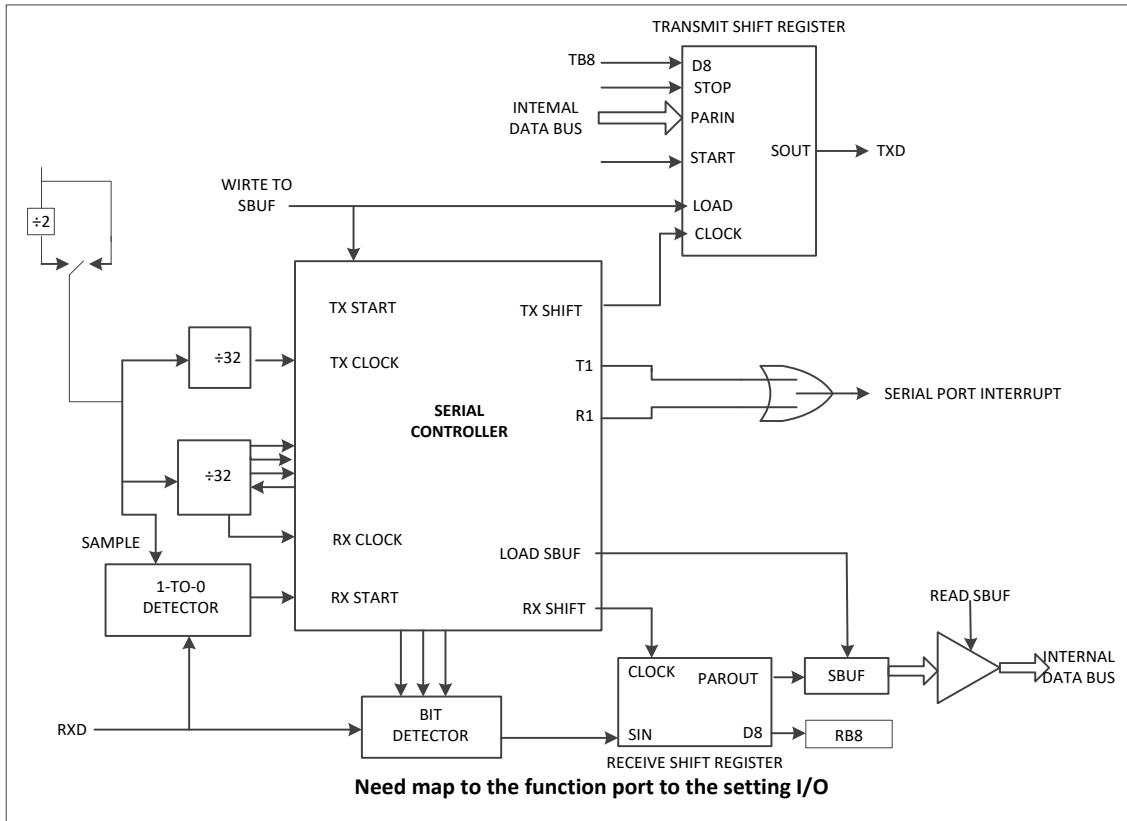 TRANSMIT SHIFT REGISTER
TB8
D8
STOP
INTEMAL
DATA BUS
PARIN
START
SOUT
TXD
WIRTE TO
SBUF
LOAD
CLOCK
÷2
TX START
TX SHIFT
÷32
TX CLOCK
T1
SERIAL PORT INTERRUPT
R1
SERIAL
CONTROLLER
÷32
RX CLOCK
SAMPLE
LOAD SBUF
1-TO-0
DETECTOR
RX START
RX SHIFT
READ SBUF
CLOCK
PAROUT
SBUF
INTERNAL
DATA BUS
RXD
BIT
DETECTOR
SIN
D8
RB8
RECEIVE SHIFT REGISTER
Need map to the function port to the setting I/O